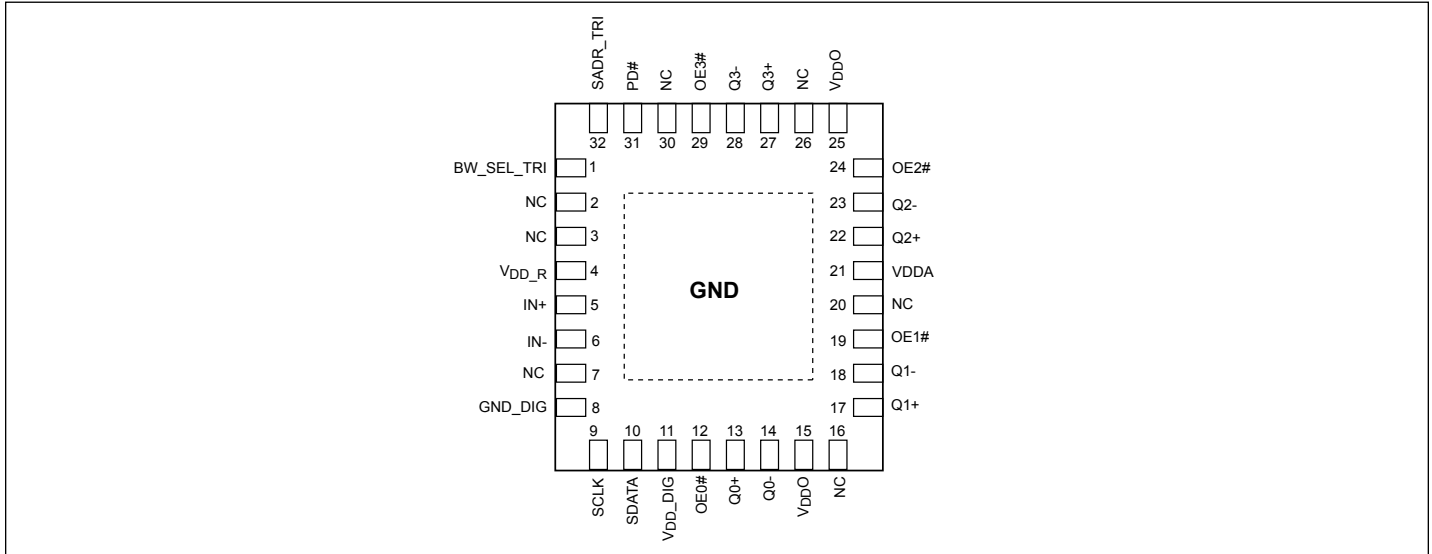 SADR_TRI
PD#
NC
OE3#
Q3-
Q3+
NC
VDDO
32 31 30 29 28 27 26 25
BW_SEL_TRI 1 24 OE2#
NC 2 23 Q2-
NC 3 22 Q2+
VDD_R 4 21 VDDA
GND
IN+ 5 20 NC
IN- 6 19 OE1#
NC 7 18 Q1-
GND_DIG 8 17 Q1+
9 10 11 12 13 14 15 16
SCLK
SDATA
VDD_DIG
OE0#
Q0+
Q0-
VDDO
NC